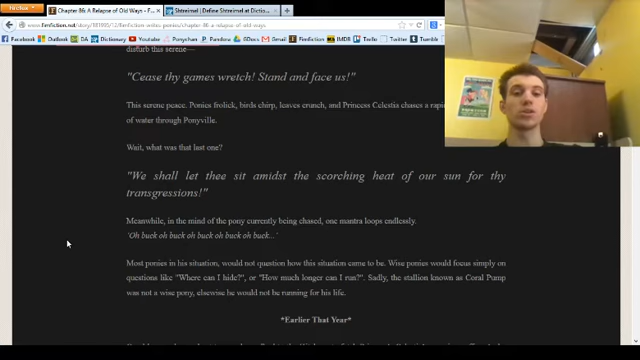 Firefox
Chapter 86: A Relapse of Old Ways - F...
Shtreimel | Define Shtreimel at Dictio...
www.fimfiction.net/story/181935/12/fimfiction-writes-ponies/chapter-86-a-relapse-of-old-ways
Facebook Outlook DA Dictionary Youtube Ponychan Fimfiction IMDB Twitter Tumblr
disturb this serene—
"Cease thy games wretch! Stand and face us!"
This serene peace. Ponies frolick, birds chirp, leaves crunch, and Princess Celestia chases a rapi
of water through Ponyville.
Wait, what was that last one?
"We shall let thee sit amidst the scorching heat of our sun for thy
transgressions!"
Meanwhile, in the mind of the pony currently being chased, one mantra loops endlessly.
'Oh buck oh buck oh buck oh buck oh buck...'
Most ponies in his situation, would not question how this situation came to be. Wise ponies would focus simply on
questions like "Where can I hide?", or "How much longer can I run?". Sadly, the stallion known as Coral Pump
was not a wise pony, elsewise he would not be running for his life.
*Earlier That Year*